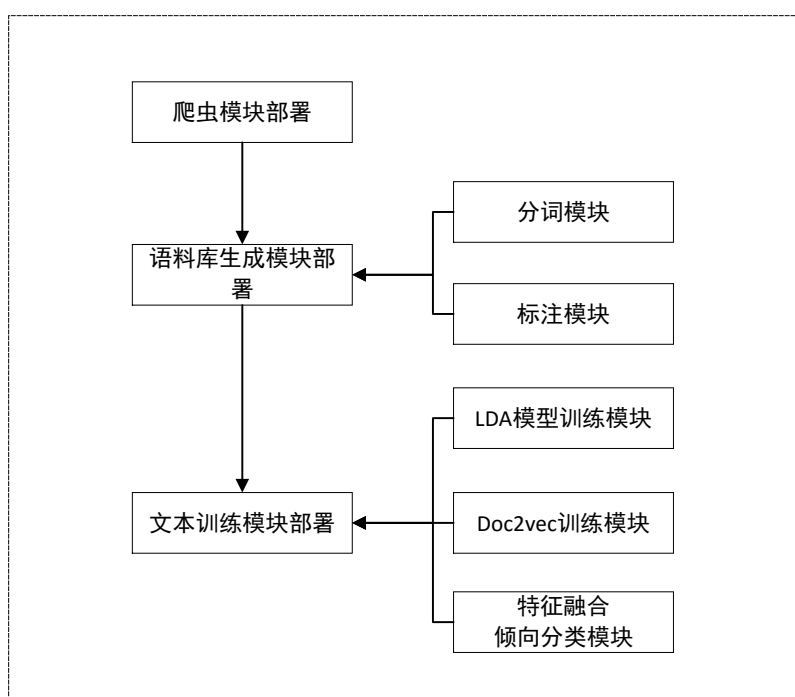 爬虫模块部署
分词模块
语料库生成模块部
署
标注模块
LDA模型训练模块
文本训练模块部署
Doc2vec训练模块
特征融合
倾向分类模块